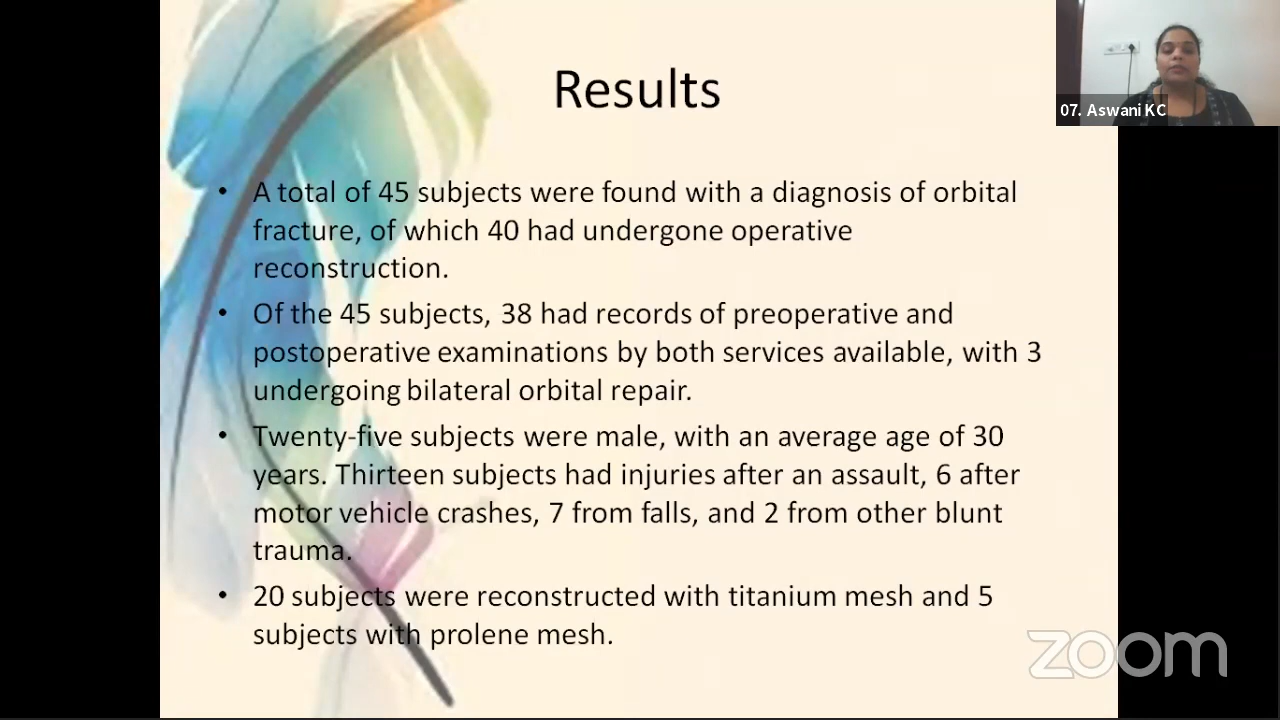 Results
07. Aswani KC
• A total of 45 subjects were found with a diagnosis of orbital
fracture, of which 40 had undergone operative
reconstruction.
• Of the 45 subjects, 38 had records of preoperative and
postoperative examinations by both services available, with 3
undergoing bilateral orbital repair.
• Twenty-five subjects were male, with an average age of 30
years. Thirteen subjects had injuries after an assault, 6 after
motor vehicle crashes, 7 from falls, and 2 from other blunt
trauma.
• 20 subjects were reconstructed with titanium mesh and 5
subjects with prolene mesh.
zoom